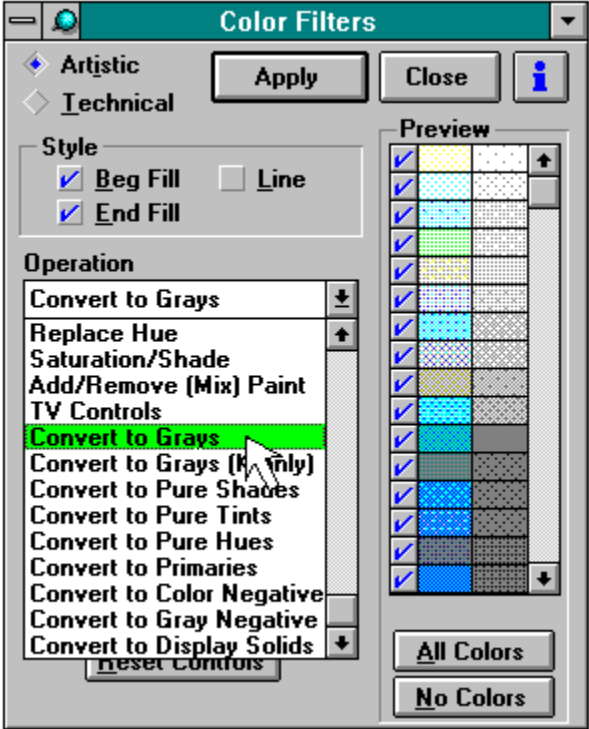 Color Filters
Artistic
Technical
Apply
Close
i
Style
Beg Fill
Line
End Fill
Preview
Operation
Convert to Grays
Replace Hue
Saturation/Shade
Add/Remove (Mix) Paint
TV Controls
Convert to Grays
Convert to Grays (K Only)
Convert to Pure Shades
Convert to Pure Tints
Convert to Pure Hues
Convert to Primaries
Convert to Color Negative
Convert to Gray Negative
Convert to Display Solids
Reset Controls
All Colors
No Colors